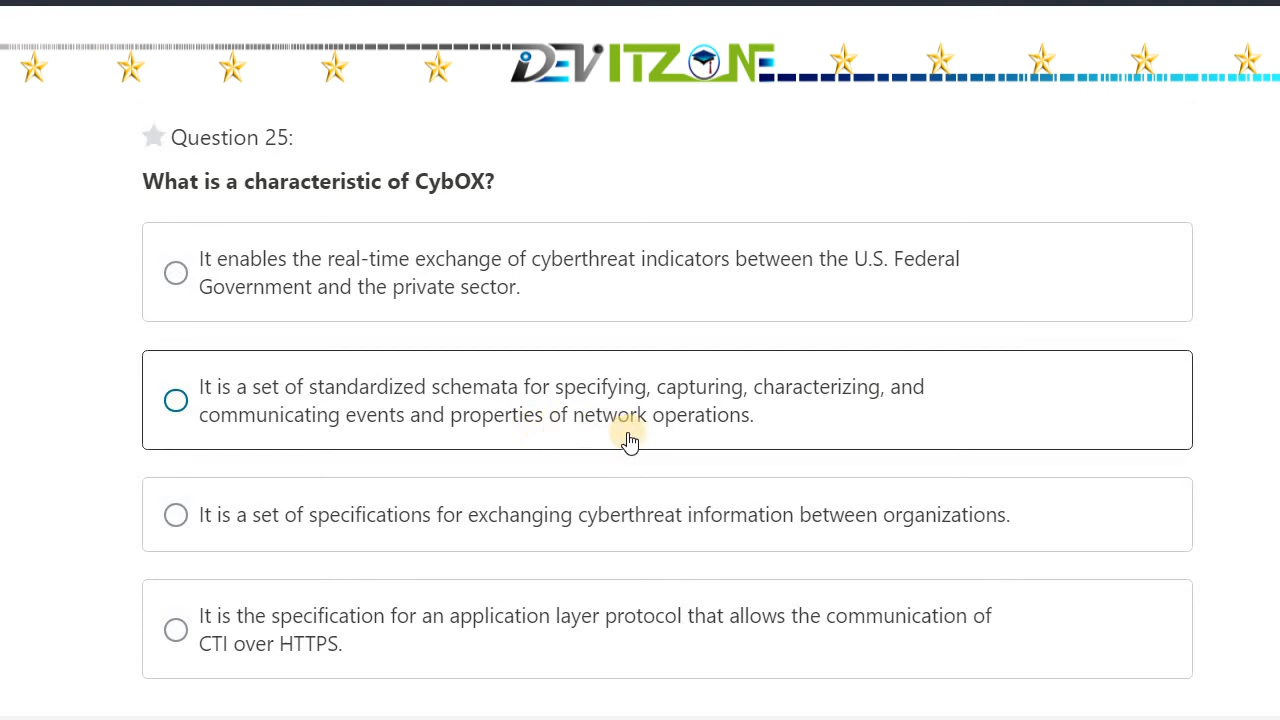 DEV ITZONE
Question 25:
What is a characteristic of CybOX?
It enables the real-time exchange of cyberthreat indicators between the U.S. Federal
Government and the private sector.
It is a set of standardized schemata for specifying, capturing, characterizing, and
communicating events and properties of network operations.
It is a set of specifications for exchanging cyberthreat information between organizations.
It is the specification for an application layer protocol that allows the communication of
CTI over HTTPS.